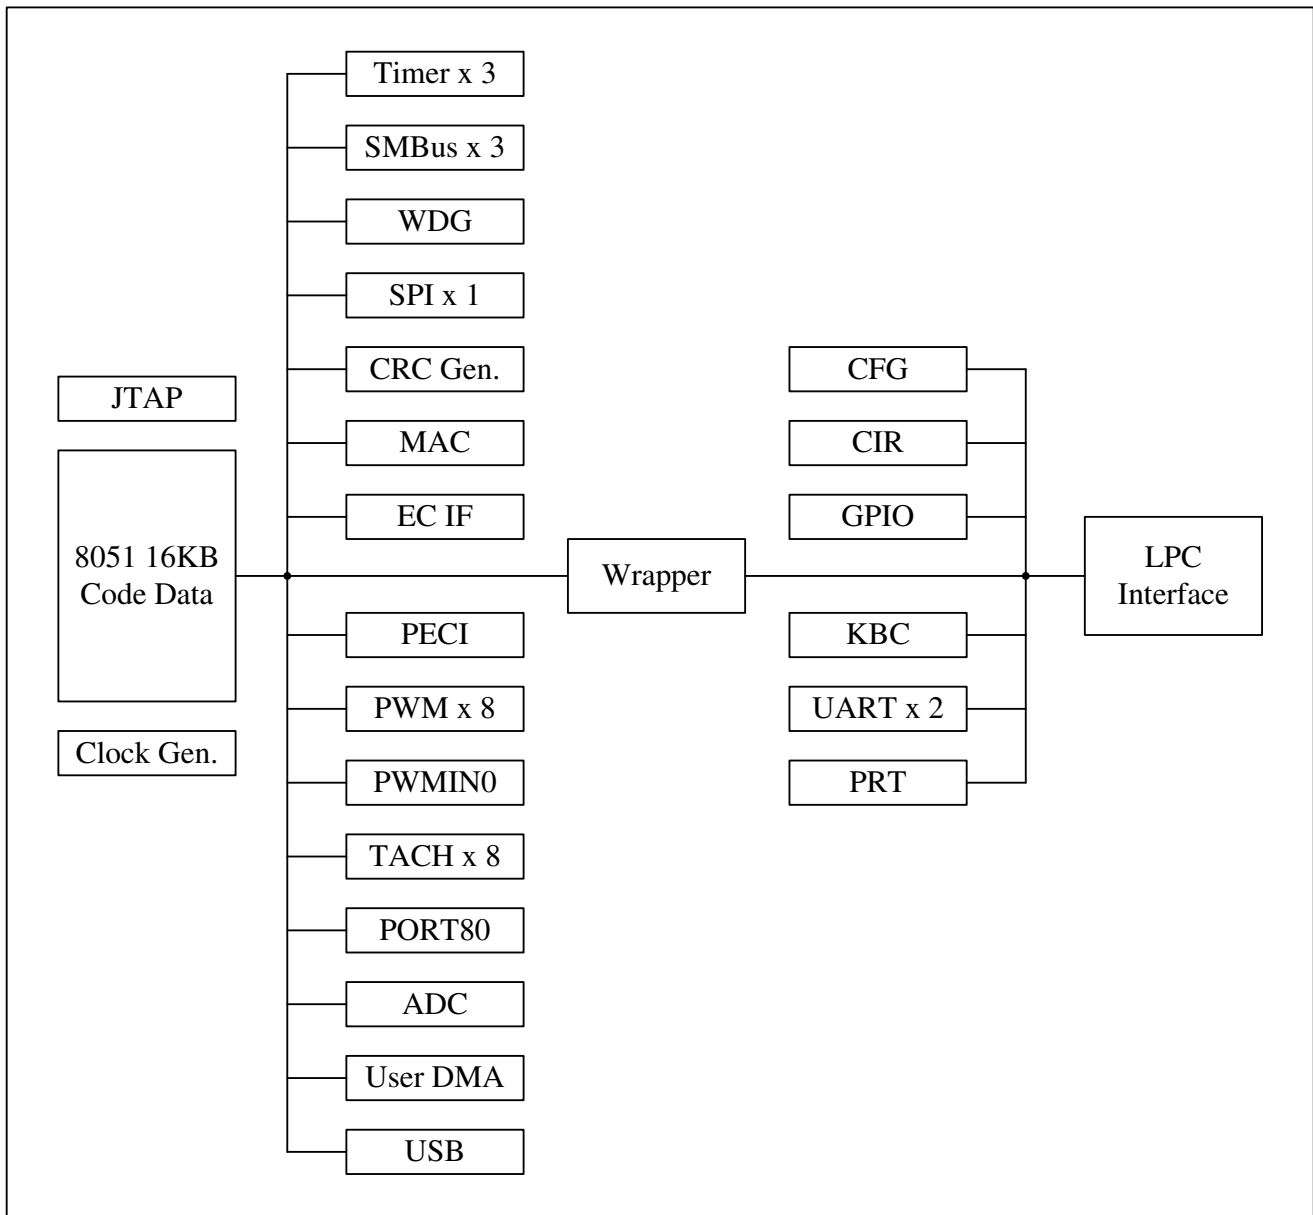 Timer x 3
SMBus x 3
WDG
SPI x 1
CRC Gen.
MAC
EC IF
PECI
PWM x 8
PWMIN0
TACH x 8
PORT80
ADC
User DMA
USB
JTAP
8051 16KB
Code Data
Clock Gen.
Wrapper
CFG
CIR
GPIO
KBC
UART x 2
PRT
LPC
Interface